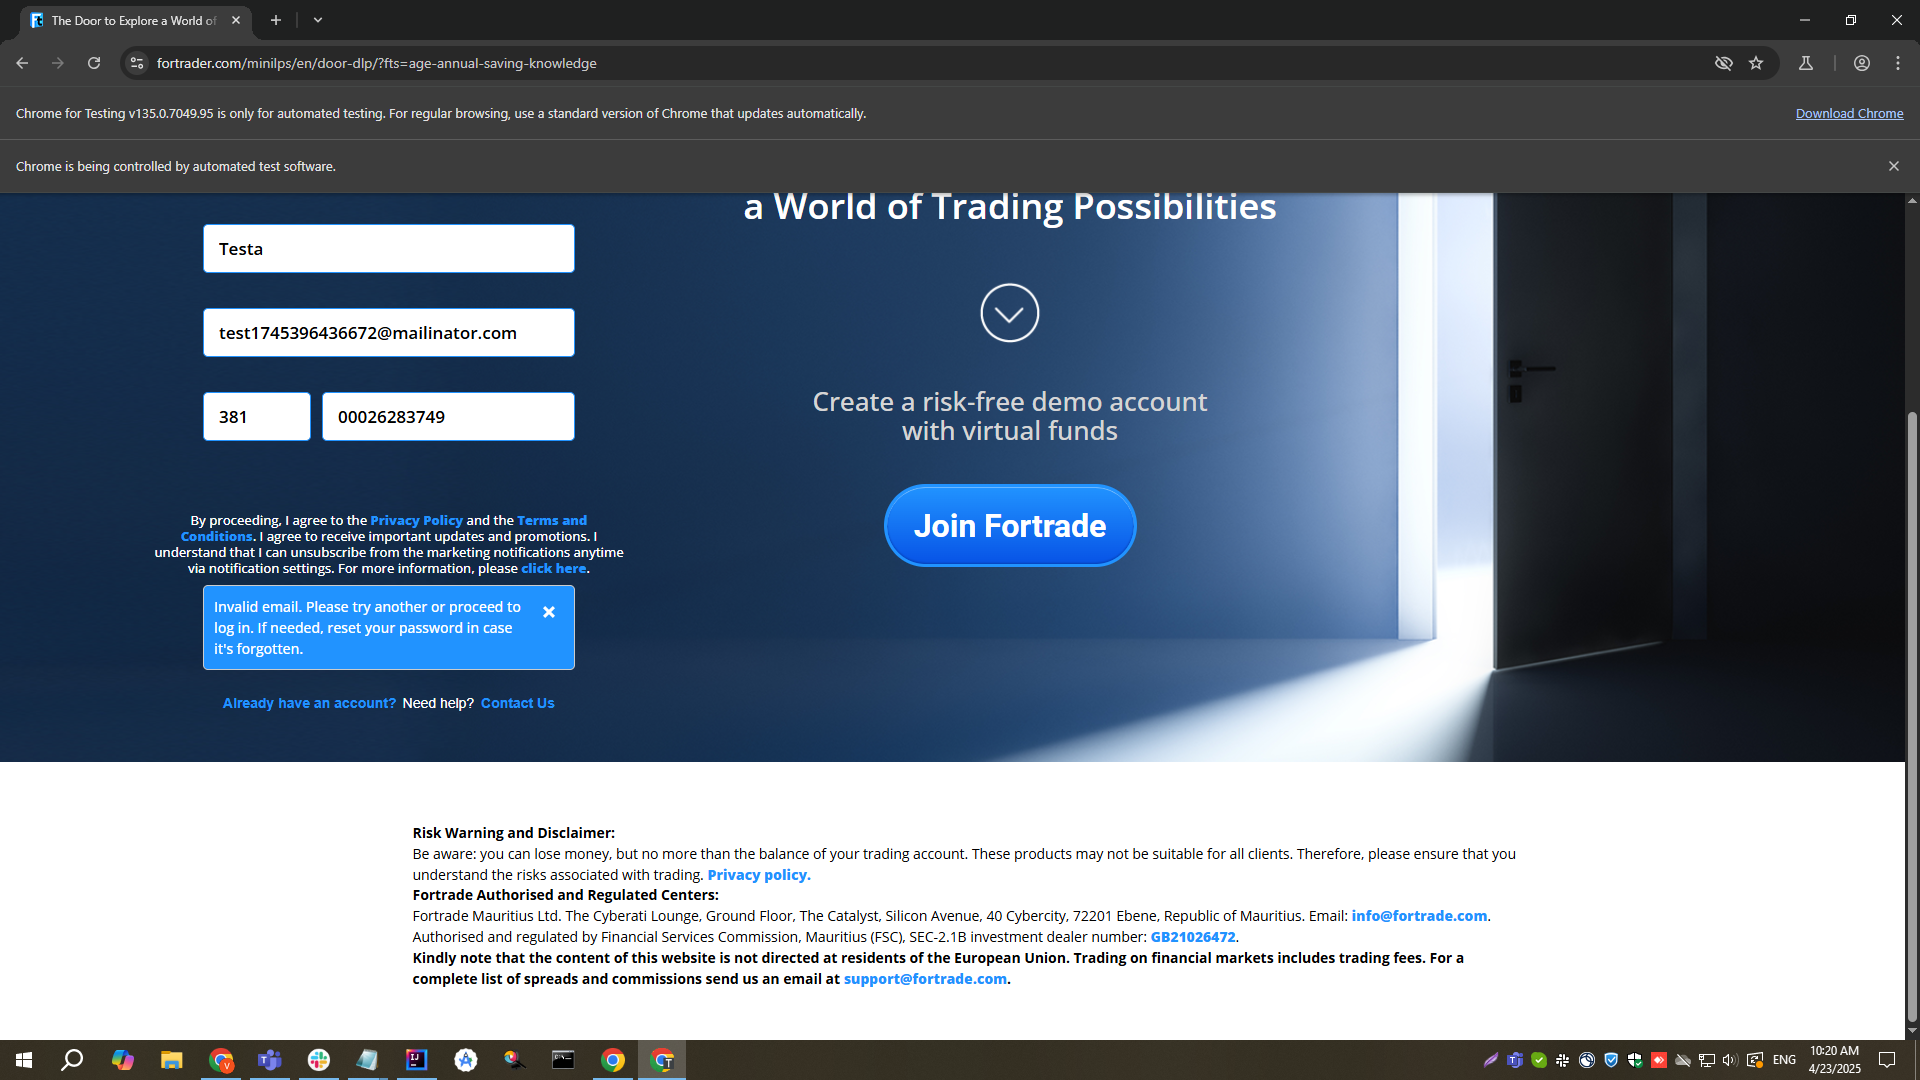 The Door to Explore a World of
fortrader.com/minilps/en/door-dlp/?fts=age-annual-saving-knowledge
Chrome for Testing v135.0.7049.95 is only for automated testing. For regular browsing, use a standard version of Chrome that updates automatically.
Download Chrome
Chrome is being controlled by automated test software.
a World of Trading Possibilities
Testa
test1745396436672@mailinator.com
381
00026283749
Create a risk-free demo account
with virtual funds
Join Fortrade
By proceeding, I agree to the Privacy Policy and the Terms and
Conditions. I agree to receive important updates and promotions. I
understand that I can unsubscribe from the marketing notifications anytime
via notification settings. For more information, please click here.
Invalid email. Please try another or proceed to
log in. If needed, reset your password in case
it's forgotten.
Already have an account? Need help? Contact Us
Risk Warning and Disclaimer:
Be aware: you can lose money, but no more than the balance of your trading account. These products may not be suitable for all clients. Therefore, please ensure that you
understand the risks associated with trading. Privacy policy.
Fortrade Authorised and Regulated Centers:
Fortrade Mauritius Ltd. The Cyberati Lounge, Ground Floor, The Catalyst, Silicon Avenue, 40 Cybercity, 72201 Ebene, Republic of Mauritius. Email: info@fortrade.com.
Authorised and regulated by Financial Services Commission, Mauritius (FSC), SEC-2.1B investment dealer number: GB21026472.
Kindly note that the content of this website is not directed at residents of the European Union. Trading on financial markets includes trading fees. For a
complete list of spreads and commissions send us an email at support@fortrade.com.
ENG
10:20 AM
4/23/2025